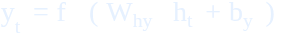 y_t = f ( W_hy h_t + b_y )